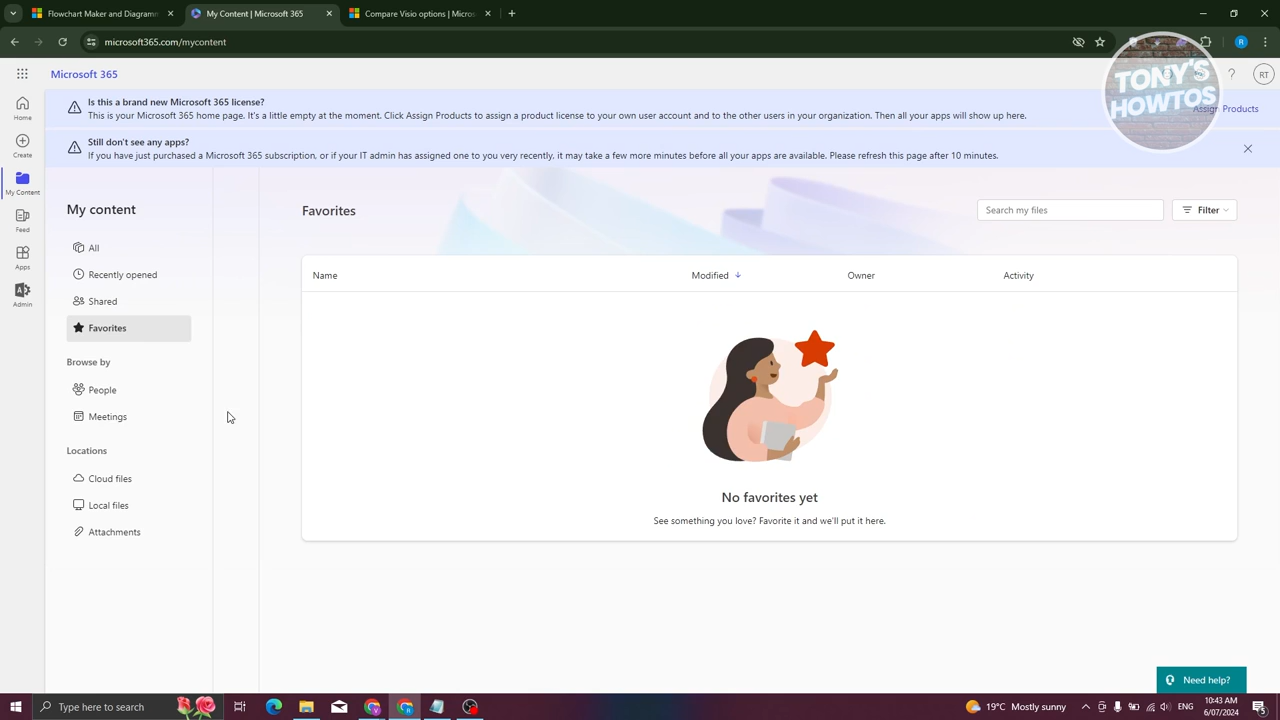 Flowchart Maker and Diagramm
My Content | Microsoft 365
Compare Visio options | Micros
microsoft365.com/mycontent
R
Microsoft 365
RT
TONY'S
HOWTOS
Is this a brand new Microsoft 365 license?
This is your Microsoft 365 home page. It's a little empty at the moment. Click Assign Produ a product license to your own user account and to the other users in your organization. Then all your apps will show up here.
Assign Products
Still don't see any apps?
If you have just purchased a Microsoft 365 subscription, or if your IT admin has assigned one to you very recently, it may take a few more minutes before all your apps are available. Please refresh this page after 10 minutes.
Home
Create
My Content
Feed
Apps
Admin
My content
All
Recently opened
Shared
Favorites
Browse by
People
Meetings
Locations
Cloud files
Local files
Attachments
Favorites
Search my files
Filter
Name
Modified
Owner
Activity
No favorites yet
See something you love? Favorite it and we'll put it here.
Need help?
Type here to search
19°C Mostly sunny
10:43 AM
6/07/2024
5